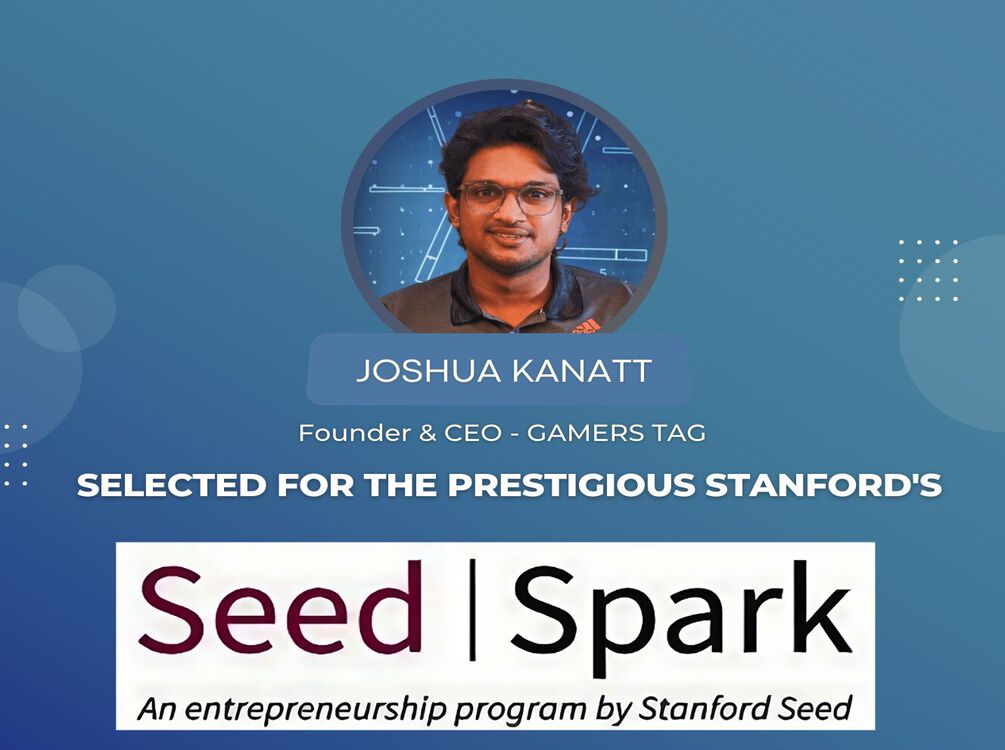 JOSHUA KANATT
Founder & CEO - GAMERS TAG
SELECTED FOR THE PRESTIGIOUS STANFORD'S
Seed | Spark
An entrepreneurship program by Stanford Seed